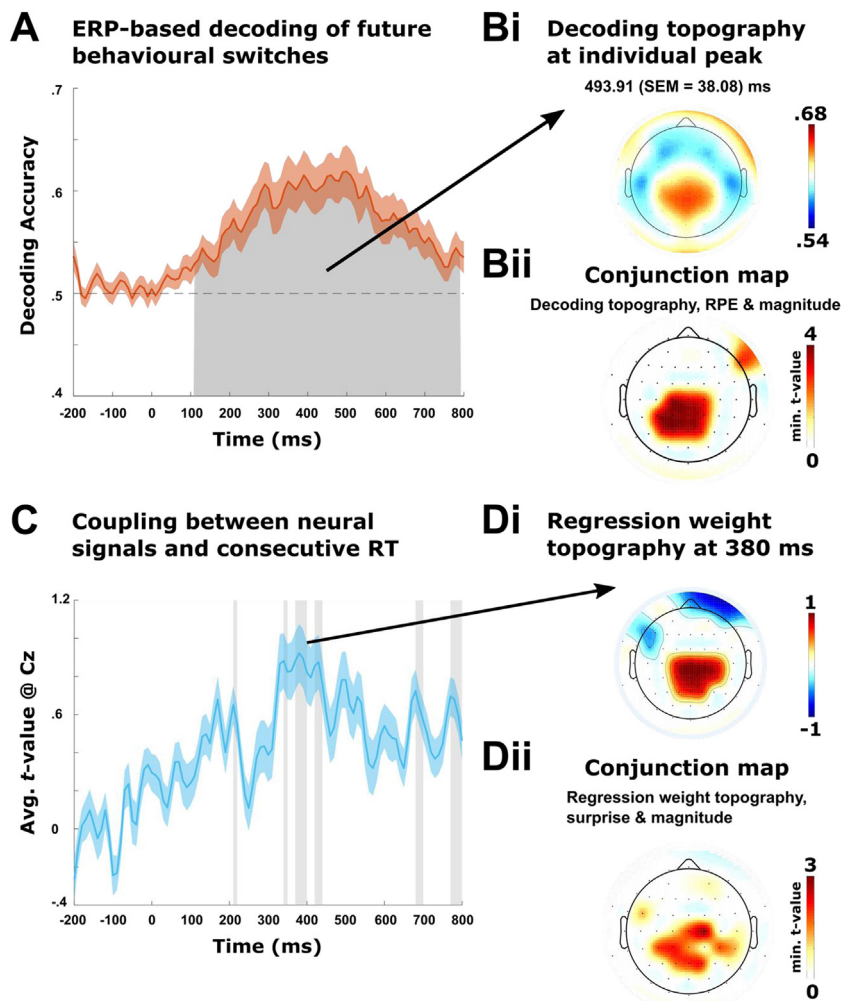 A
ERP-based decoding of future
behavioural switches
.7
.6
.5
.4
Decoding Accuracy
-200 -100 0 100 200 300 400 500 600 700 800
Time (ms)
Bi
Decoding topography
at individual peak
493.91 (SEM = 38.08) ms
.68
.54
Bii
Conjunction map
Decoding topography, RPE & magnitude
4
min. t-value
0
C
Coupling between neural
signals and consecutive RT
1.2
.6
0
-.4
Avg. t-value @ Cz
-200 -100 0 100 200 300 400 500 600 700 800
Time (ms)
Di
Regression weight
topography at 380 ms
1
-1
Dii
Conjunction map
Regression weight topography,
surprise & magnitude
3
min. t-value
0